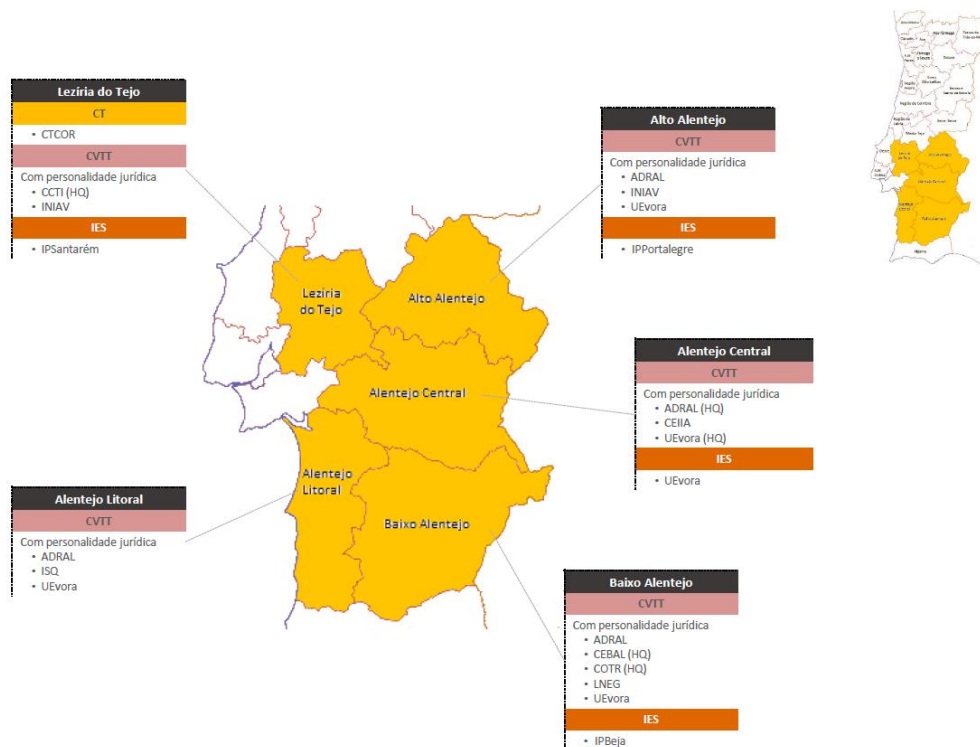 Lezíria do Tejo
CT
• CTCOR
CVTT
Com personalidade jurídica
• CCTI (HQ)
• INIAV
IES
• IPSantarém
Alto Alentejo
CVTT
Com personalidade jurídica
• ADRAL
• INIAV
• UEvora
IES
• IPPortalegre
Lezíria
do Tejo
Alto Alentejo
Alentejo Central
Alentejo
Litoral
Baixo Alentejo
Alentejo Central
CVTT
Com personalidade jurídica
• ADRAL (HQ)
• CEIIA
• UEvora (HQ)
IES
• UEvora
Alentejo Litoral
CVTT
Com personalidade jurídica
• ADRAL
• ISQ
• UEvora
Baixo Alentejo
CVTT
Com personalidade jurídica
• ADRAL
• CEBAL (HQ)
• COTR (HQ)
• LNEG
• UEvora
IES
• IPBeja